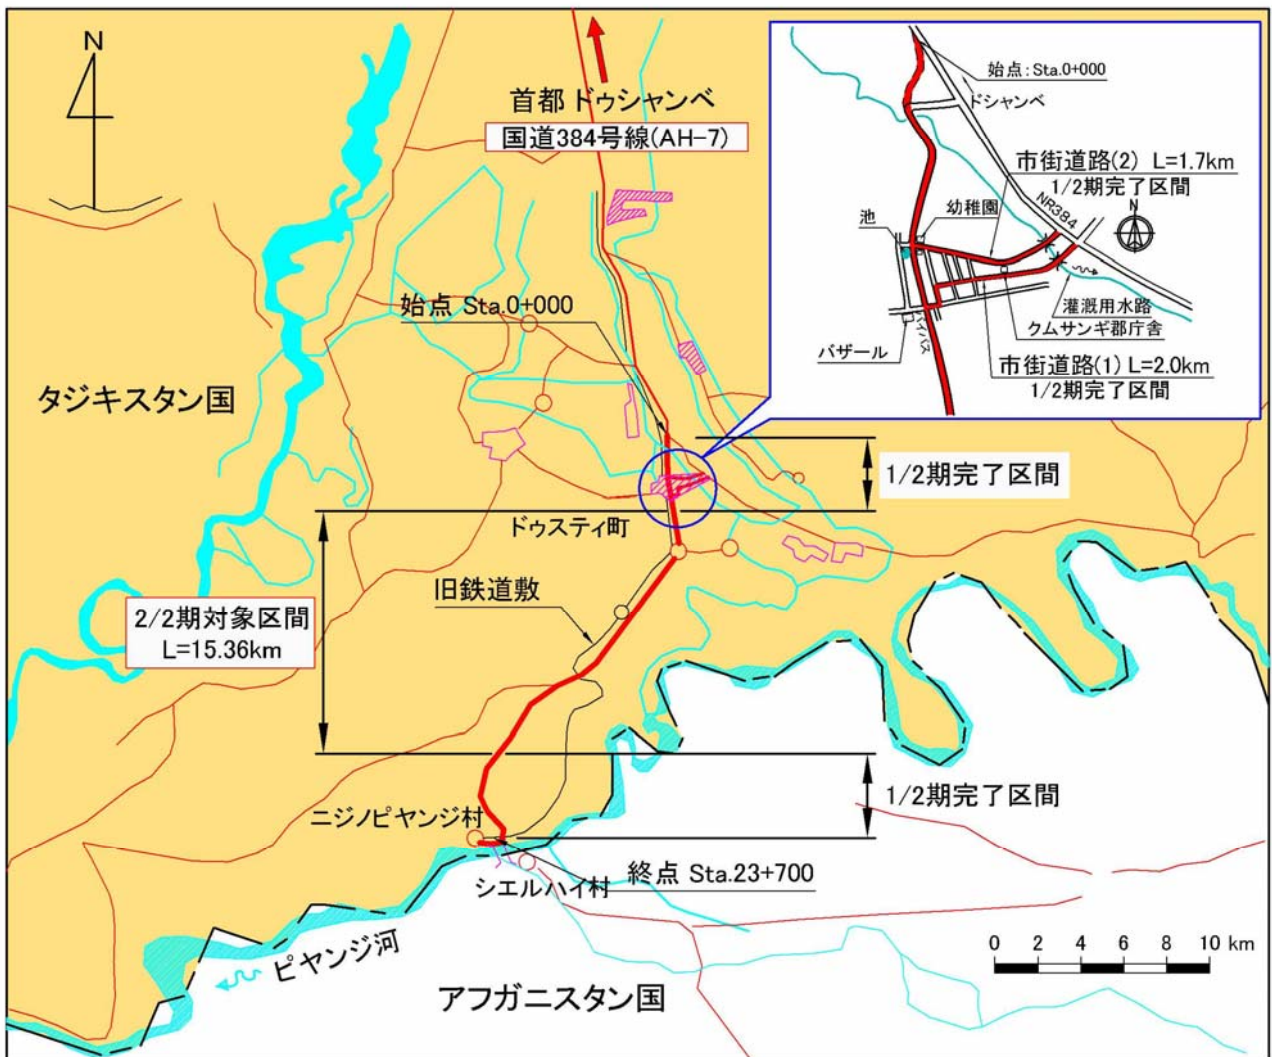 N
首都 ドゥシャンベ
国道384号線(AH-7)
始点:Sta.0+000
ドシャンベ
市街道路(2) L=1.7km
1/2期完了区間
幼稚園
池
NR384
N
灌漑用水路
クムサンギ郡庁舎
バイパス
バザール
市街道路(1) L=2.0km
1/2期完了区間
始点 Sta.0+000
タジキスタン国
1/2期完了区間
ドゥスティ町
旧鉄道敷
2/2期対象区間
L=15.36km
1/2期完了区間
ニジノピヤンジ村
終点 Sta.23+700
シエルハイ村
ピヤンジ河
アフガニスタン国
0 2 4 6 8 10 km